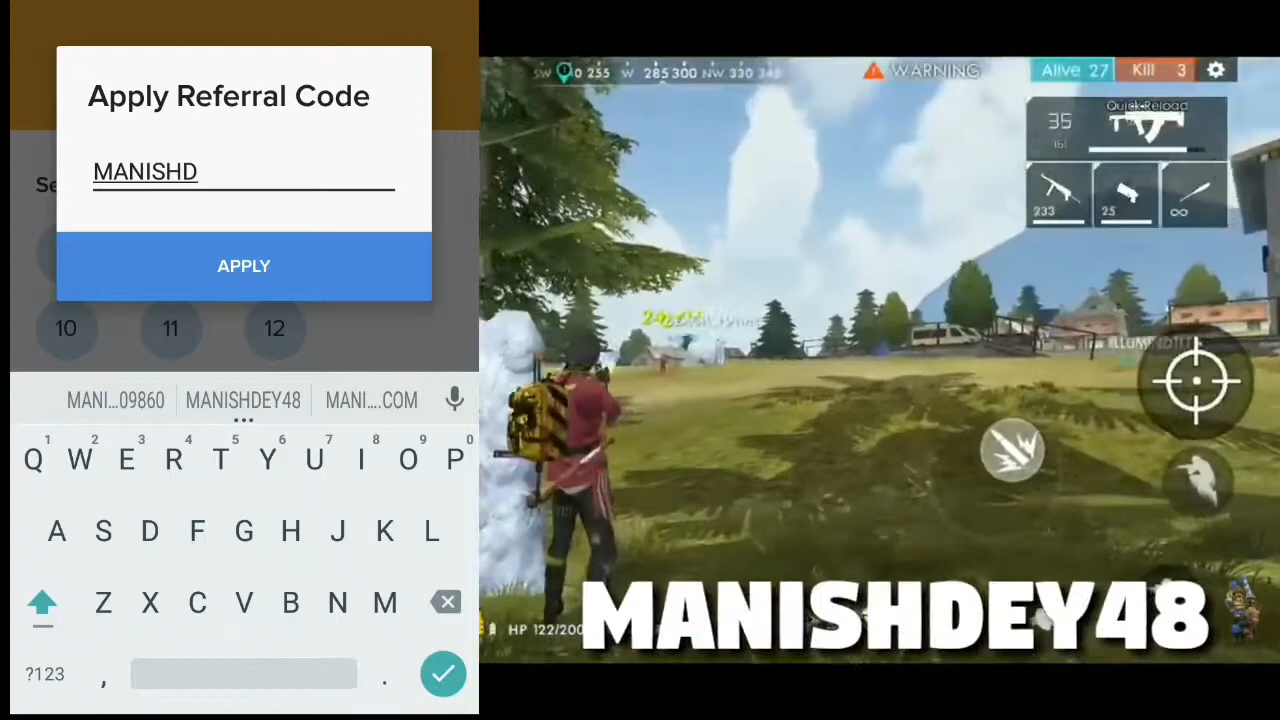 Apply Referral Code
MANISHD
APPLY
Se
10 11 12
MANI...09860 MANISHDEY48 MANI....COM
1 2 3 4 5 6 7 8 9 0
Q W E R T Y U I O P
A S D F G H J K L
Z X C V B N M
?123 , .
SW 255 W 285 300 NW 330 345
WARNING
Alive 27 Kill 3
Quick Reload
35
233 25 ∞
HP 122/200
MANISHDEY48